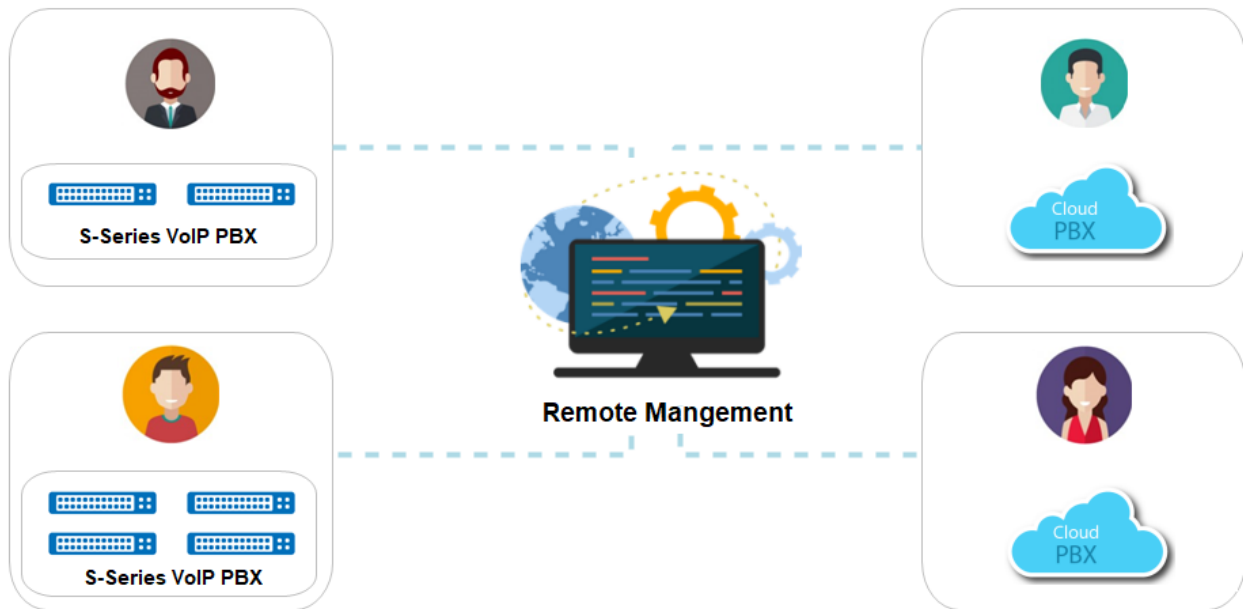 S-Series VoIP PBX
Cloud
PBX
Remote Mangement
S-Series VoIP PBX
Cloud
PBX